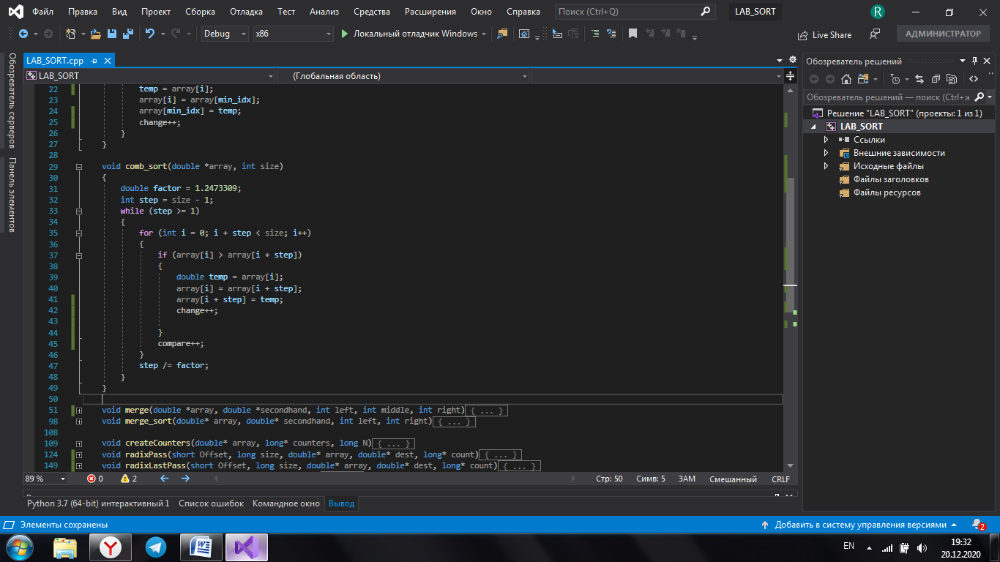 Файл Правка Вид Проект Сборка Отладка Тест Анализ Средства Расширения Окно Справка Поиск (Ctrl+Q) LAB_SORT R
Debug x86 Локальный отладчик Windows Live Share АДМИНИСТРАТОР
Обозреватель серверов
Панель элементов
LAB_SORT.cpp
LAB_SORT (Глобальная область)
22 temp = array[i];
23 array[i] = array[min_idx];
24 array[min_idx] = temp;
25 change++;
26 }
27 }
28
29 void comb_sort(double *array, int size)
30 {
31 double factor = 1.2473309;
32 int step = size - 1;
33 while (step >= 1)
34 {
35 for (int i = 0; i + step < size; i++)
36 {
37 if (array[i] > array[i + step])
38 {
39 double temp = array[i];
40 array[i] = array[i + step];
41 array[i + step] = temp;
42 change++;
43
44 }
45 compare++;
46 }
47 step /= factor;
48 }
49 }
50
51 void merge(double *array, double *secondhand, int left, int middle, int right){ ... }
98 void merge_sort(double* array, double* secondhand, int left, int right){ ... }
108
109 void createCounters(double* array, long* counters, long N){ ... }
124 void radixPass(short Offset, long size, double* array, double* dest, long* count){ ... }
149 void radixLastPass(short Offset, long size, double* array, double* dest, long* count){ ... }
89 % 0 2 Стр: 50 Симв: 5 ЗАМ Смешанный CRLF
Python 3.7 (64-bit) интерактивный 1 Список ошибок Командное окно Вывод
Обозреватель решений
Обозреватель решений — поиск (Ctrl+ж
Решение "LAB_SORT" (проекты: 1 из 1)
LAB_SORT
Ссылки
Внешние зависимости
Исходные файлы
Файлы заголовков
Файлы ресурсов
Элементы сохранены Добавить в систему управления версиями 2
EN 19:32
20.12.2020